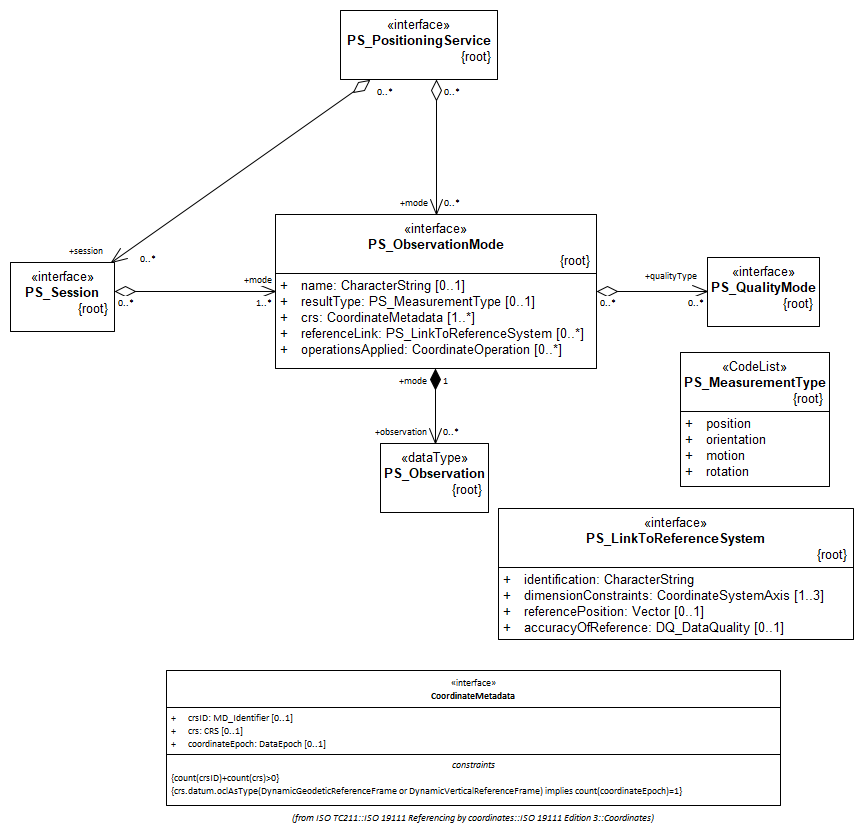 «interface»
PS_PositioningService
{root}
0..*
0..*
+mode
0..*
+session
0..*
«interface»
PS_ObservationMode
{root}
+ name: CharacterString [0..1]
+ resultType: PS_MeasurementType [0..1]
+ crs: CoordinateMetadata [1..*]
+ referenceLink: PS_LinkToReferenceSystem [0..*]
+ operationsApplied: CoordinateOperation [0..*]
«interface»
PS_Session
{root}
0..*
+mode
1..*
0..*
+qualityType
0..*
«interface»
PS_QualityMode
{root}
«CodeList»
PS_MeasurementType
{root}
+ position
+ orientation
+ motion
+ rotation
+mode
1
+observation
0..*
«dataType»
PS_Observation
{root}
«interface»
PS_LinkToReferenceSystem
{root}
+ identification: CharacterString
+ dimensionConstraints: CoordinateSystemAxis [1..3]
+ referencePosition: Vector [0..1]
+ accuracyOfReference: DQ_DataQuality [0..1]
«interface»
CoordinateMetadata
+ crsID: MD_Identifier [0..1]
+ crs: CRS [0..1]
+ coordinateEpoch: DataEpoch [0..1]
constraints
{count(crsID)+count(crs)>0}
{crs.datum.oclAsType(DynamicGeodeticReferenceFrame or DynamicVerticalReferenceFrame) implies count(coordinateEpoch)=1}
(from ISO TC211::ISO 19111 Referencing by coordinates::ISO 19111 Edition 3::Coordinates)